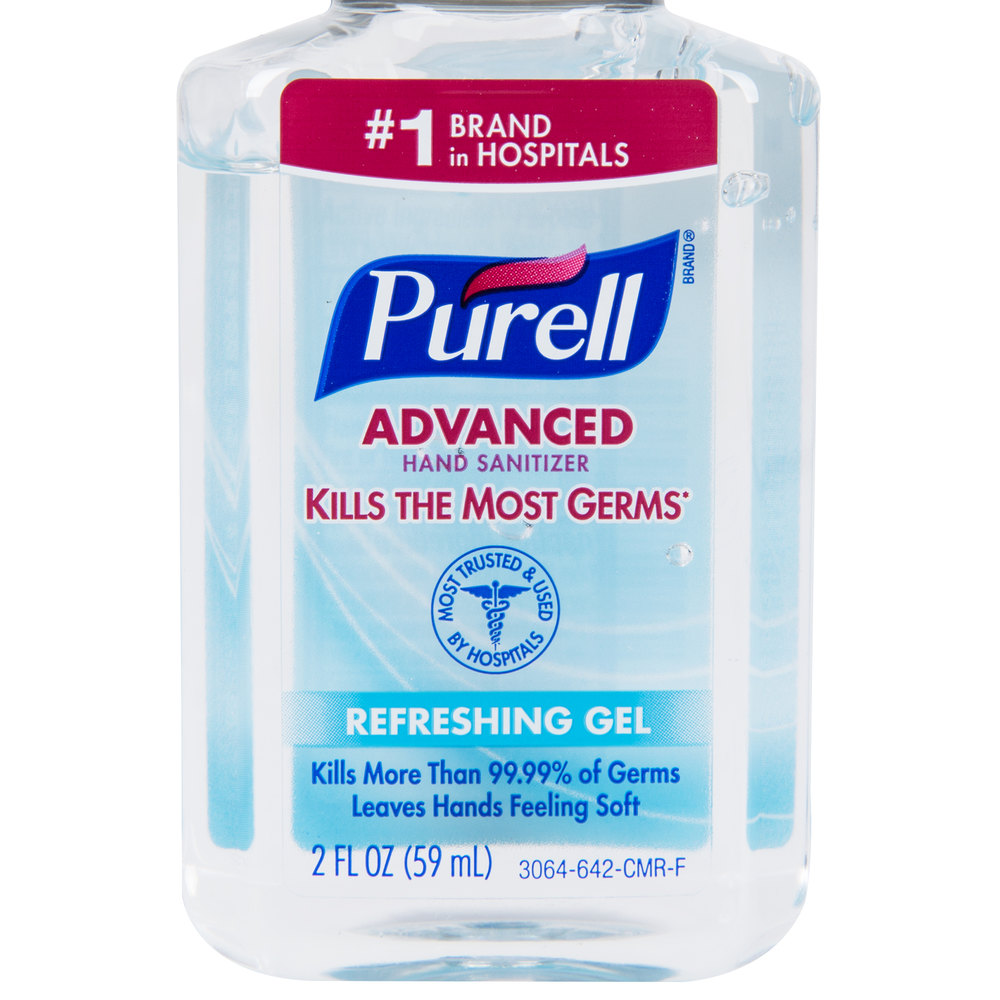 #1 BRAND
in HOSPITALS
Purell
BRAND®
ADVANCED
HAND SANITIZER
KILLS THE MOST GERMS*
MOST TRUSTED & USED
BY HOSPITALS
REFRESHING GEL
Kills More Than 99.99% of Germs
Leaves Hands Feeling Soft
2 FL OZ (59 mL) 3064-642-CMR-F